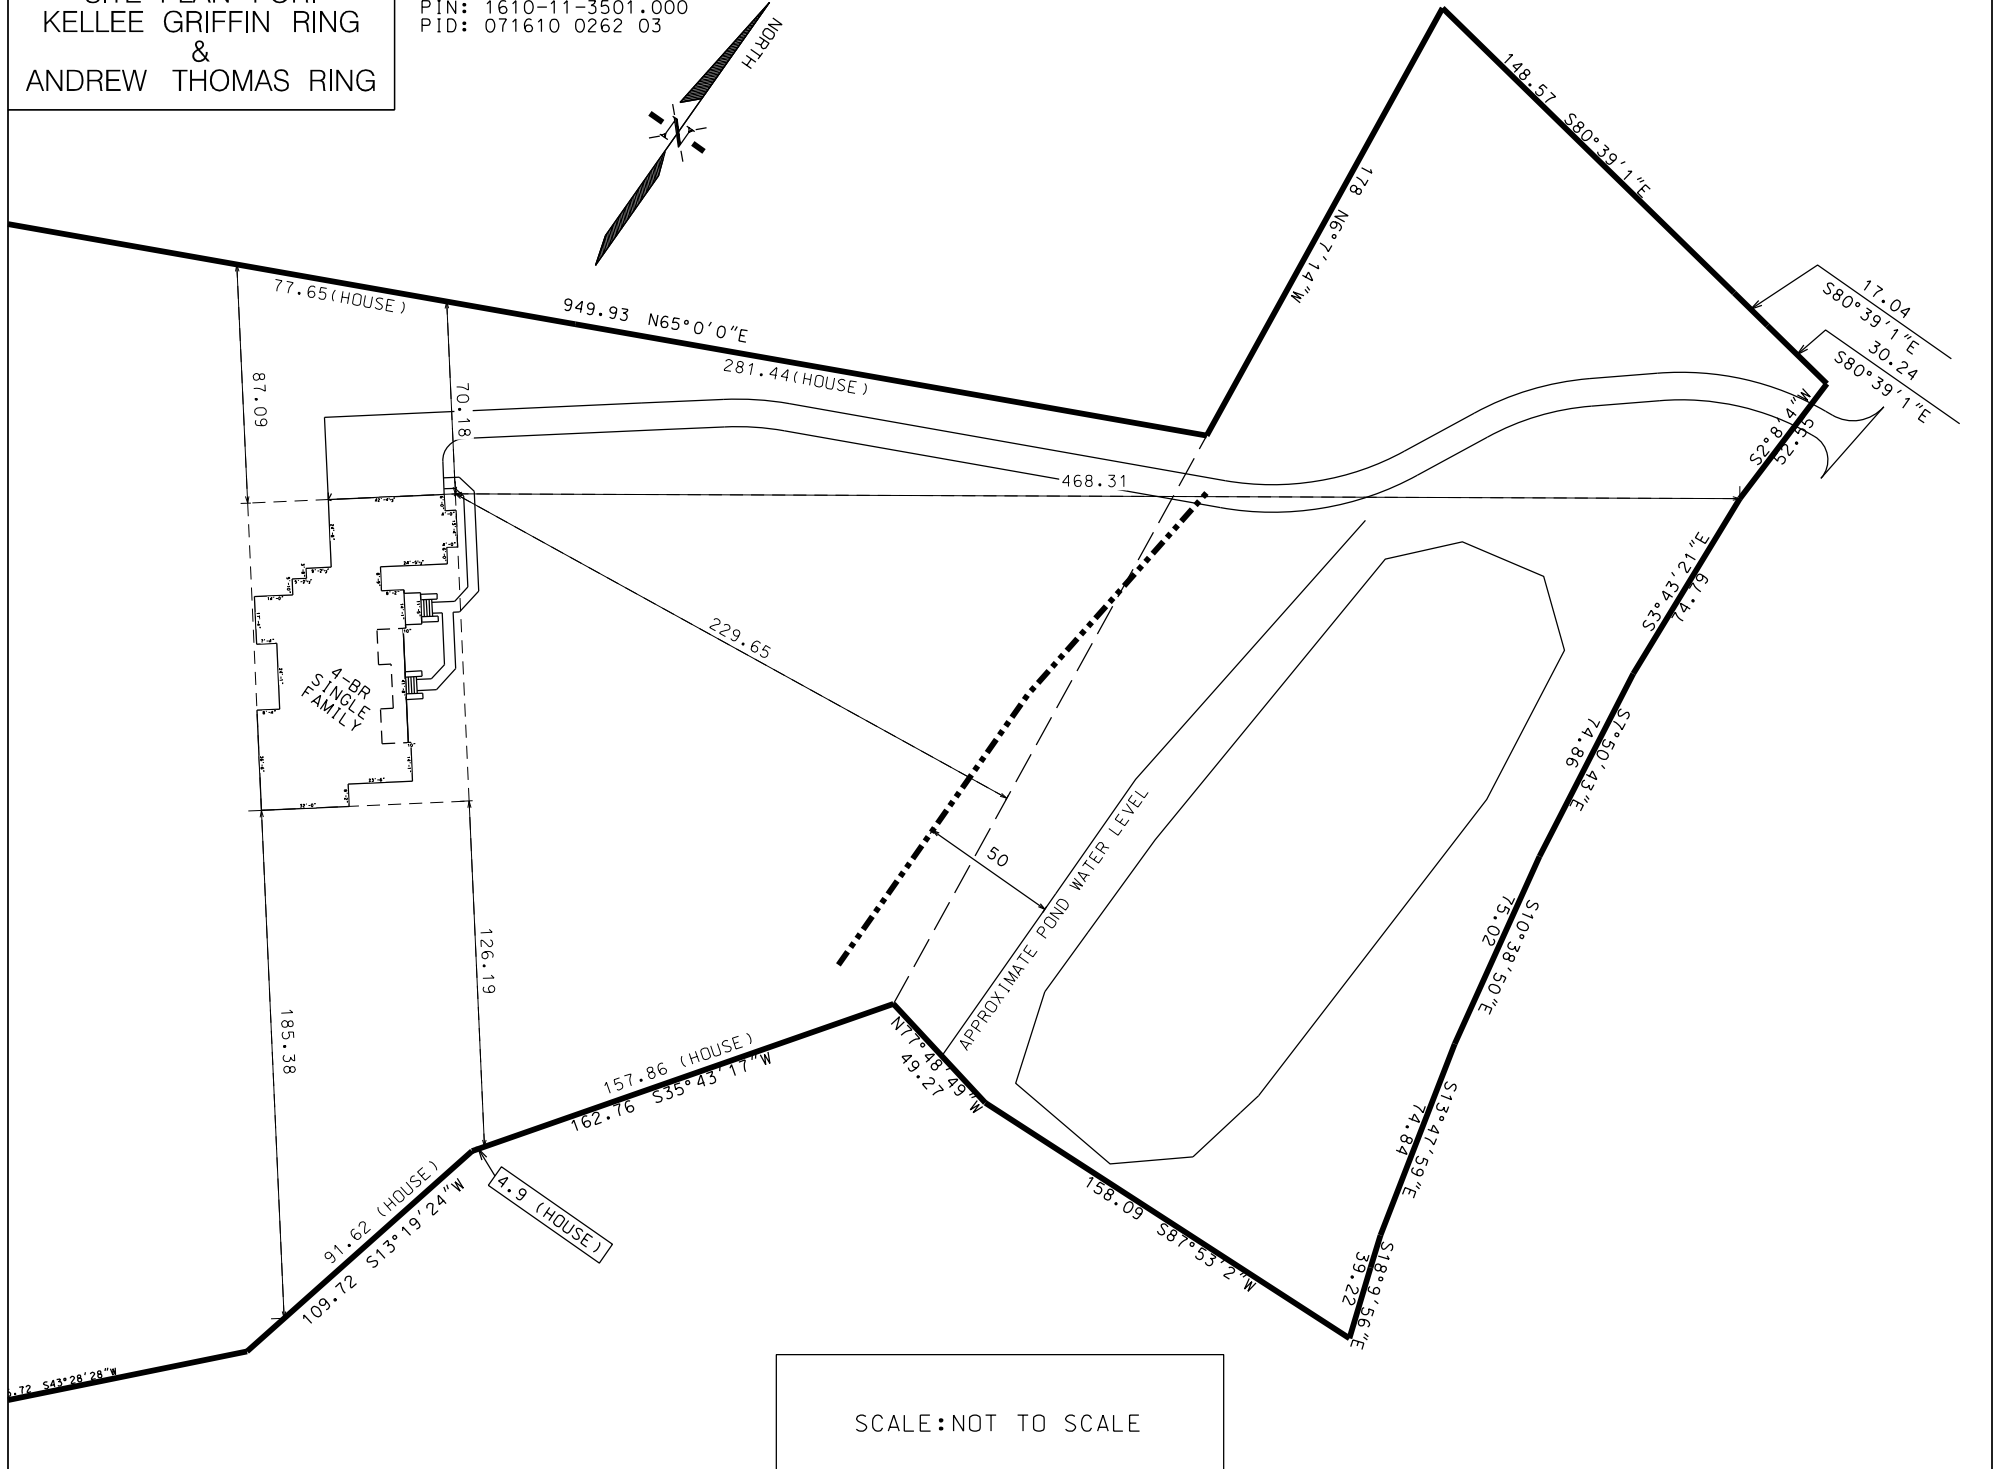 KELLEE GRIFFIN RING
&
ANDREW THOMAS RING
PIN: 1610-11-3501.000
PID: 071610 0262 03
NORTH
N
148.57 S80°39'1"E
178 N6°7'14"W
17.04
S80°39'1"E
30.24
S80°39'1"E
77.65(HOUSE)
949.93 N65°0'0"E
281.44(HOUSE)
87.09
70.18
S2°8'4"W
52.55
468.31
S3°43'21"E
74.79
229.65
4-BR
SINGLE
FAMILY
S7°50'43"E
74.86
50
APPROXIMATE POND WATER LEVEL
S10°38'50"E
75.02
126.19
185.38
N77°48'49"W
49.27
157.86 (HOUSE)
162.76 S35°43'17"W
S13°47'59"E
74.84
4.9 (HOUSE)
91.62 (HOUSE)
109.72 S13°19'24"W
158.09 S87°53'2"W
S18°9'56"E
39.22
.72 S43°28'28"W
SCALE:NOT TO SCALE